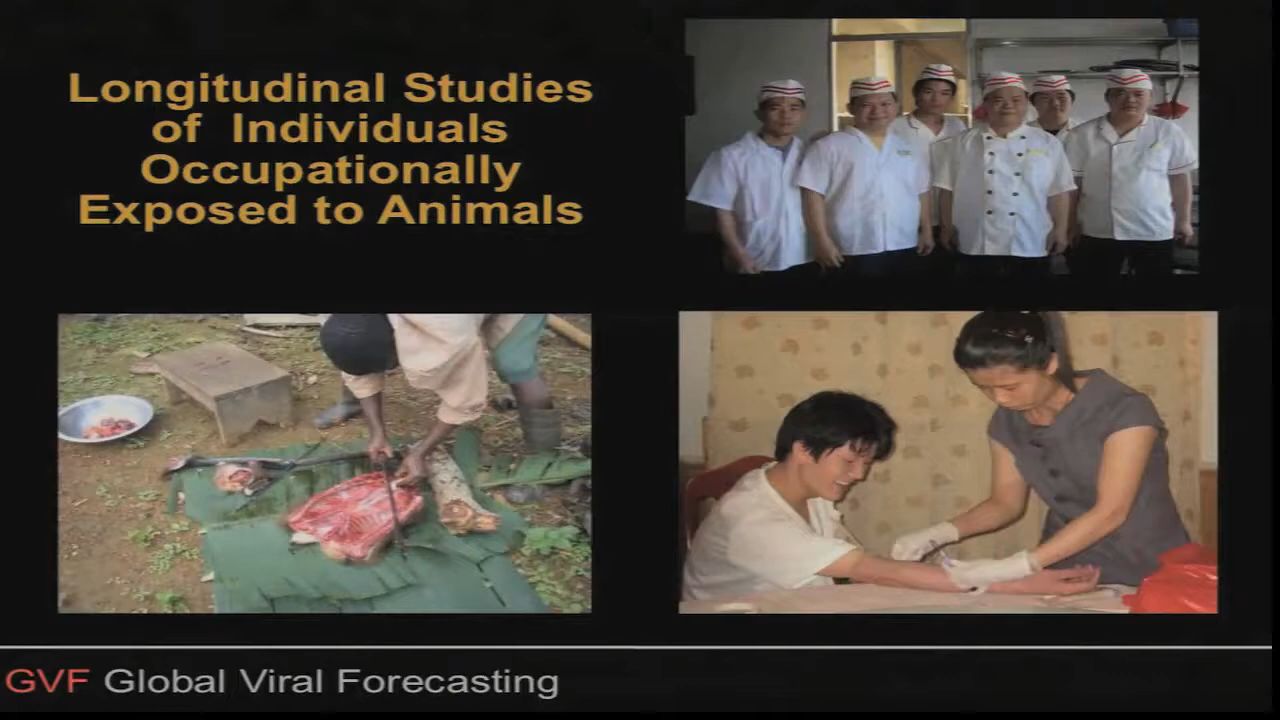 Longitudinal Studies
of Individuals
Occupationally
Exposed to Animals
GVF Global Viral Forecasting